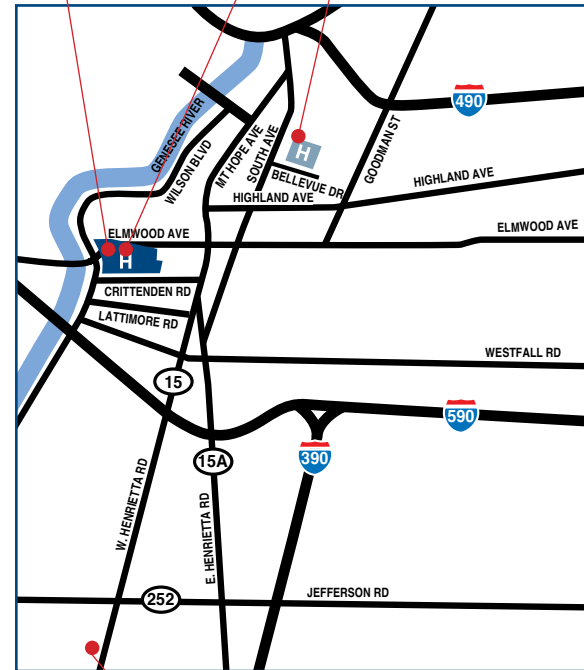 490
GENESEE RIVER
WILSON BLVD
MT HOPE AVE
SOUTH AVE
GOODMAN ST
H
BELLEVUE DR
HIGHLAND AVE
HIGHLAND AVE
ELMWOOD AVE
ELMWOOD AVE
H
CRITTENDEN RD
LATTIMORE RD
WESTFALL RD
15
590
15A
390
W. HENRIETTA RD
E. HENRIETTA RD
252
JEFFERSON RD